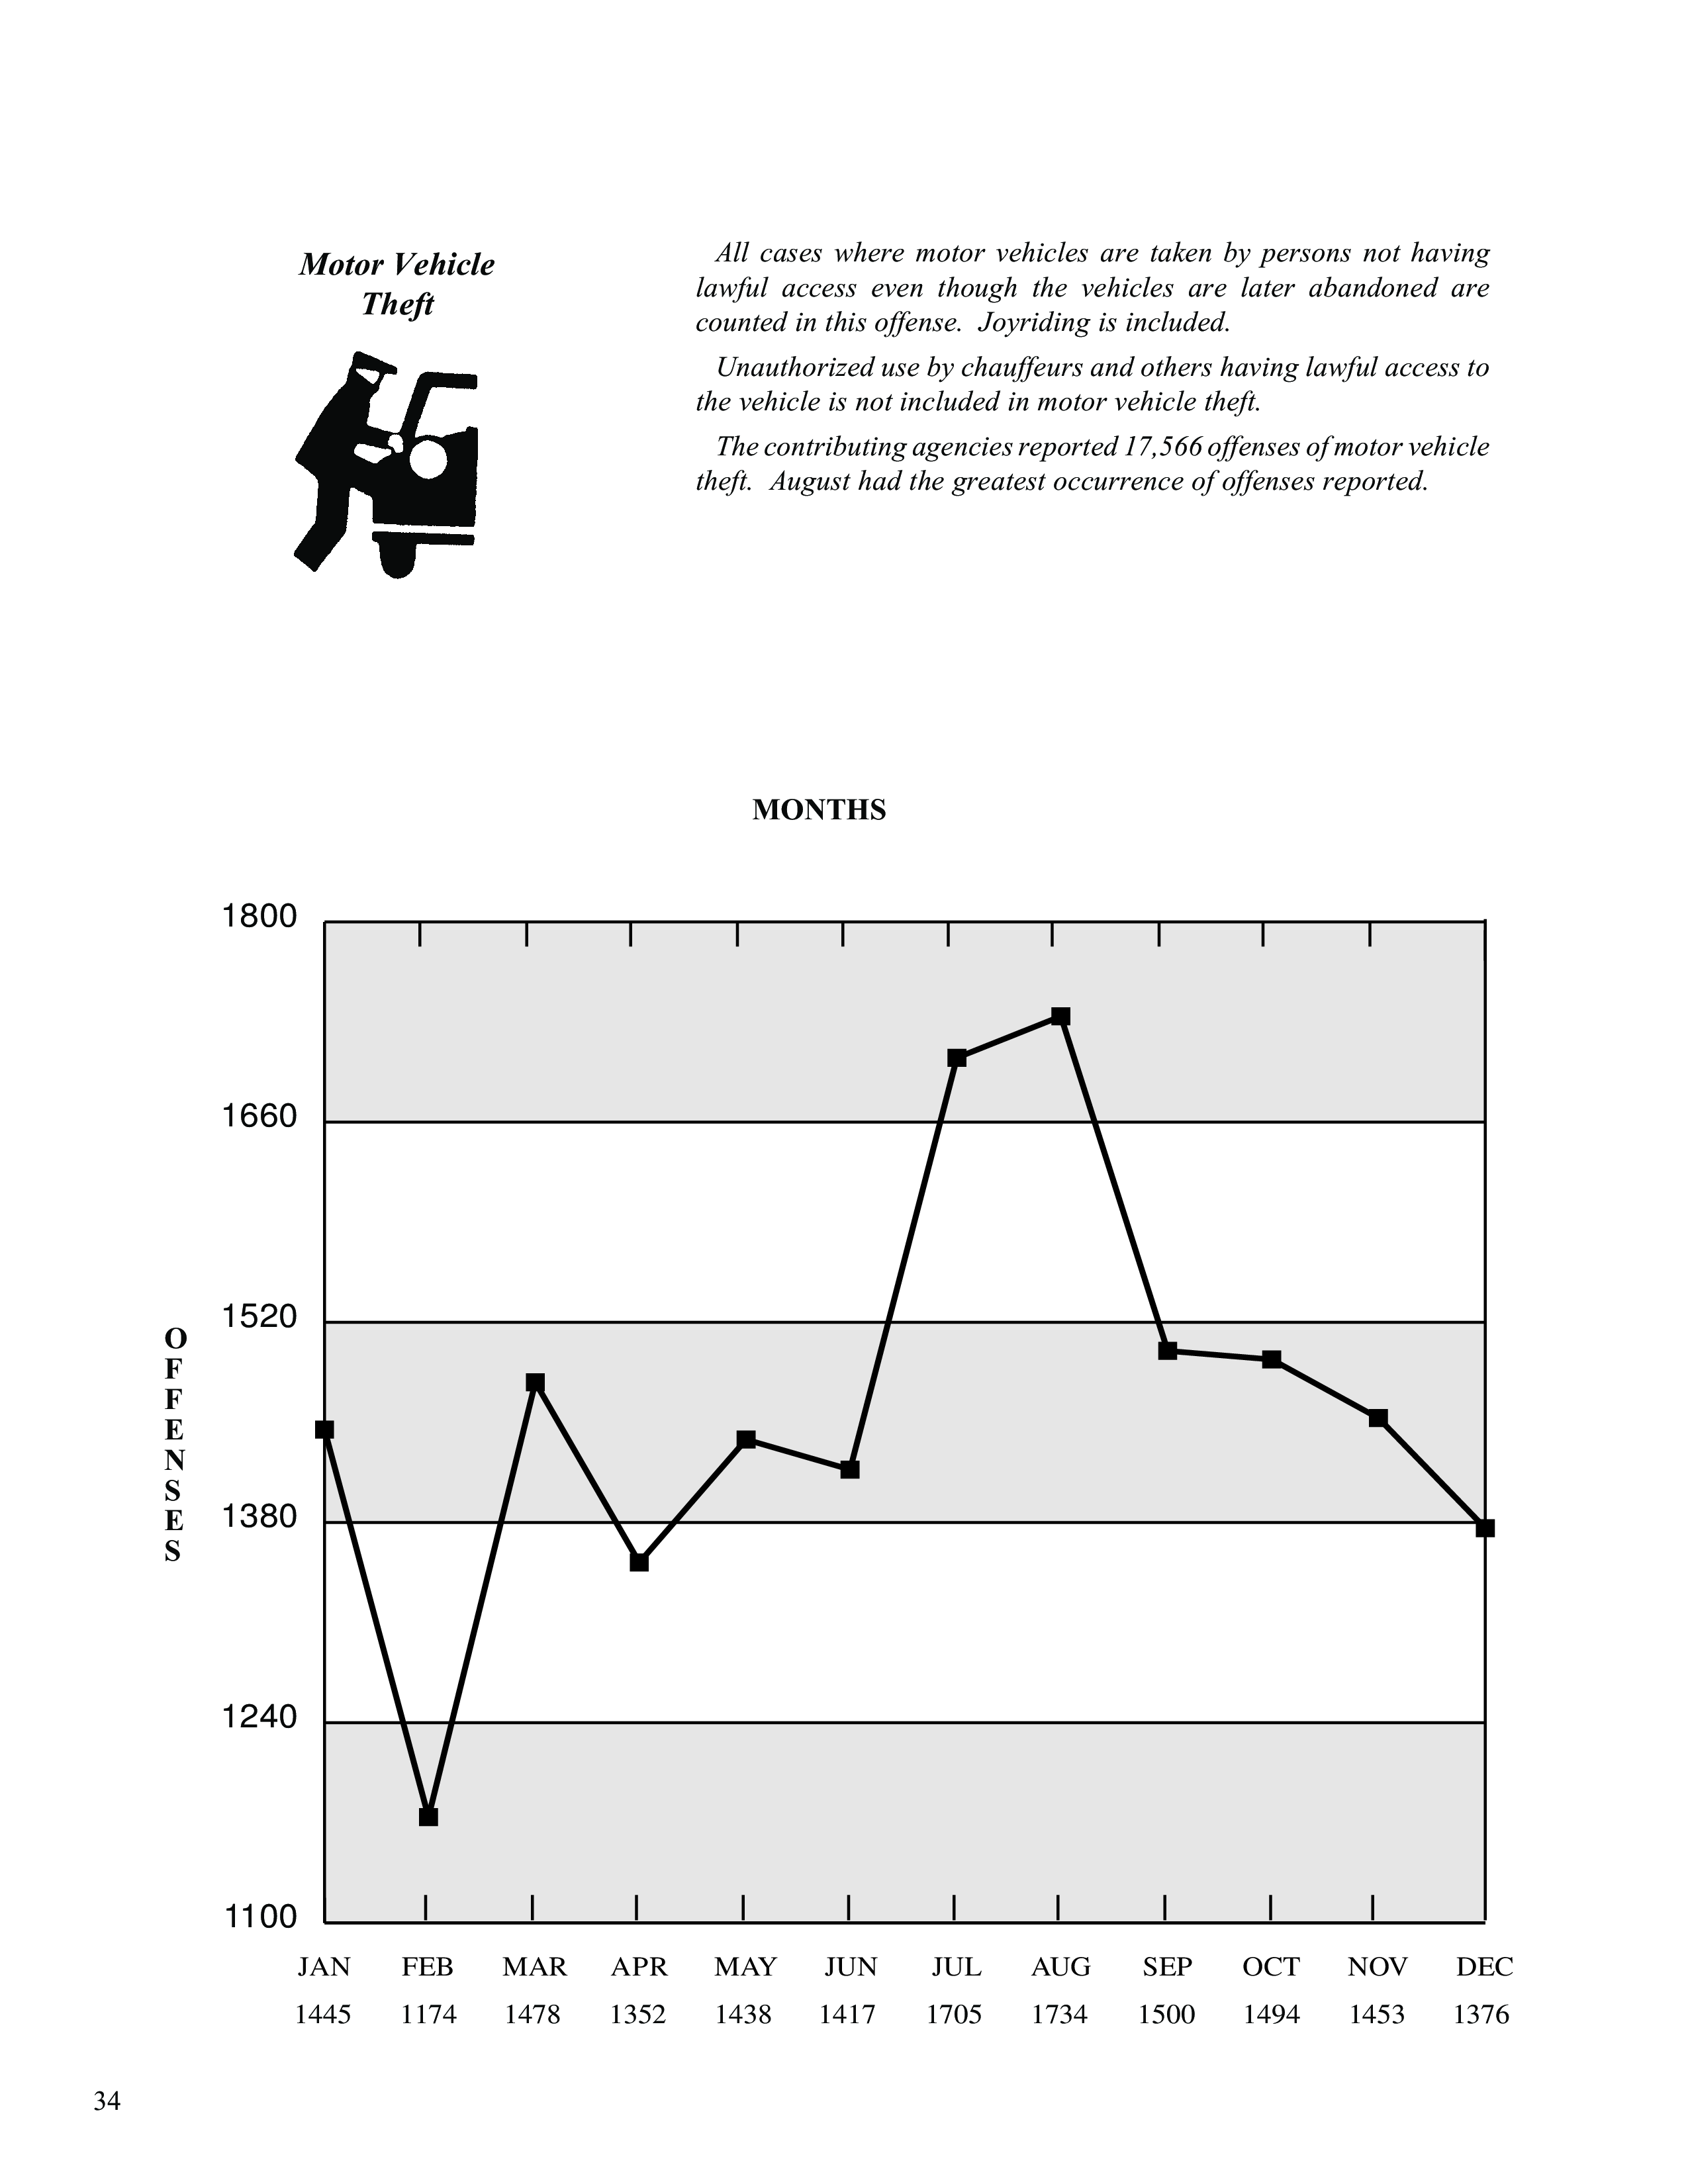 Motor Vehicle
Theft
All cases where motor vehicles are taken by persons not having
lawful access even though the vehicles are later abandoned are
counted in this offense.  Joyriding is included.
Unauthorized use by chauffeurs and others having lawful access to
the vehicle is not included in motor vehicle theft.
The contributing agencies reported 17,566 offenses of motor vehicle
theft.  August had the greatest occurrence of offenses reported.
MONTHS
OFFENSES
1800
1660
1520
1380
1240
1100
JAN FEB MAR APR MAY JUN JUL AUG SEP OCT NOV DEC
1445 1174 1478 1352 1438 1417 1705 1734 1500 1494 1453 1376
34